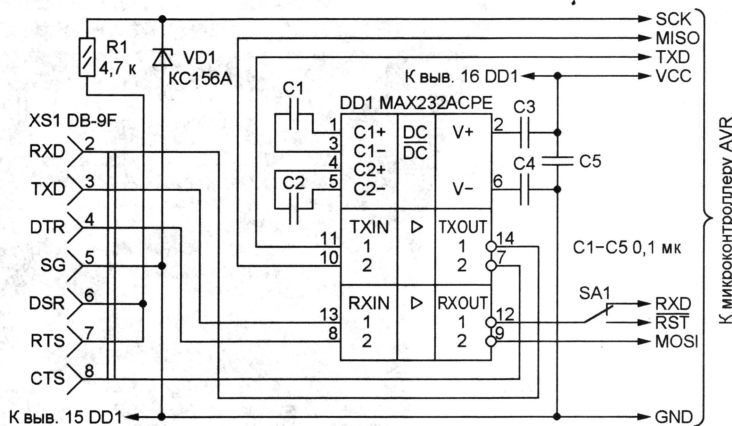 SCK
MISO
TXD
VCC
R1
4,7 к
VD1
КС156А
К выв. 16 DD1
C1
DD1 MAX232ACPE
C3
XS1 DB-9F
1
3
4
5
C1+
C1–
C2+
C2–
DC
DC
V+
V–
2
6
C4
C5
C2
RXD
2
TXD
3
DTR
4
SG
5
DSR
6
RTS
7
CTS
8
11
10
TXIN
1
2
TXOUT
1
2
14
7
C1–C5 0,1 мк
13
8
RXIN
1
2
RXOUT
1
2
12
9
SA1
RXD
RST
MOSI
К выв. 15 DD1
GND
К микроконтроллеру AVR